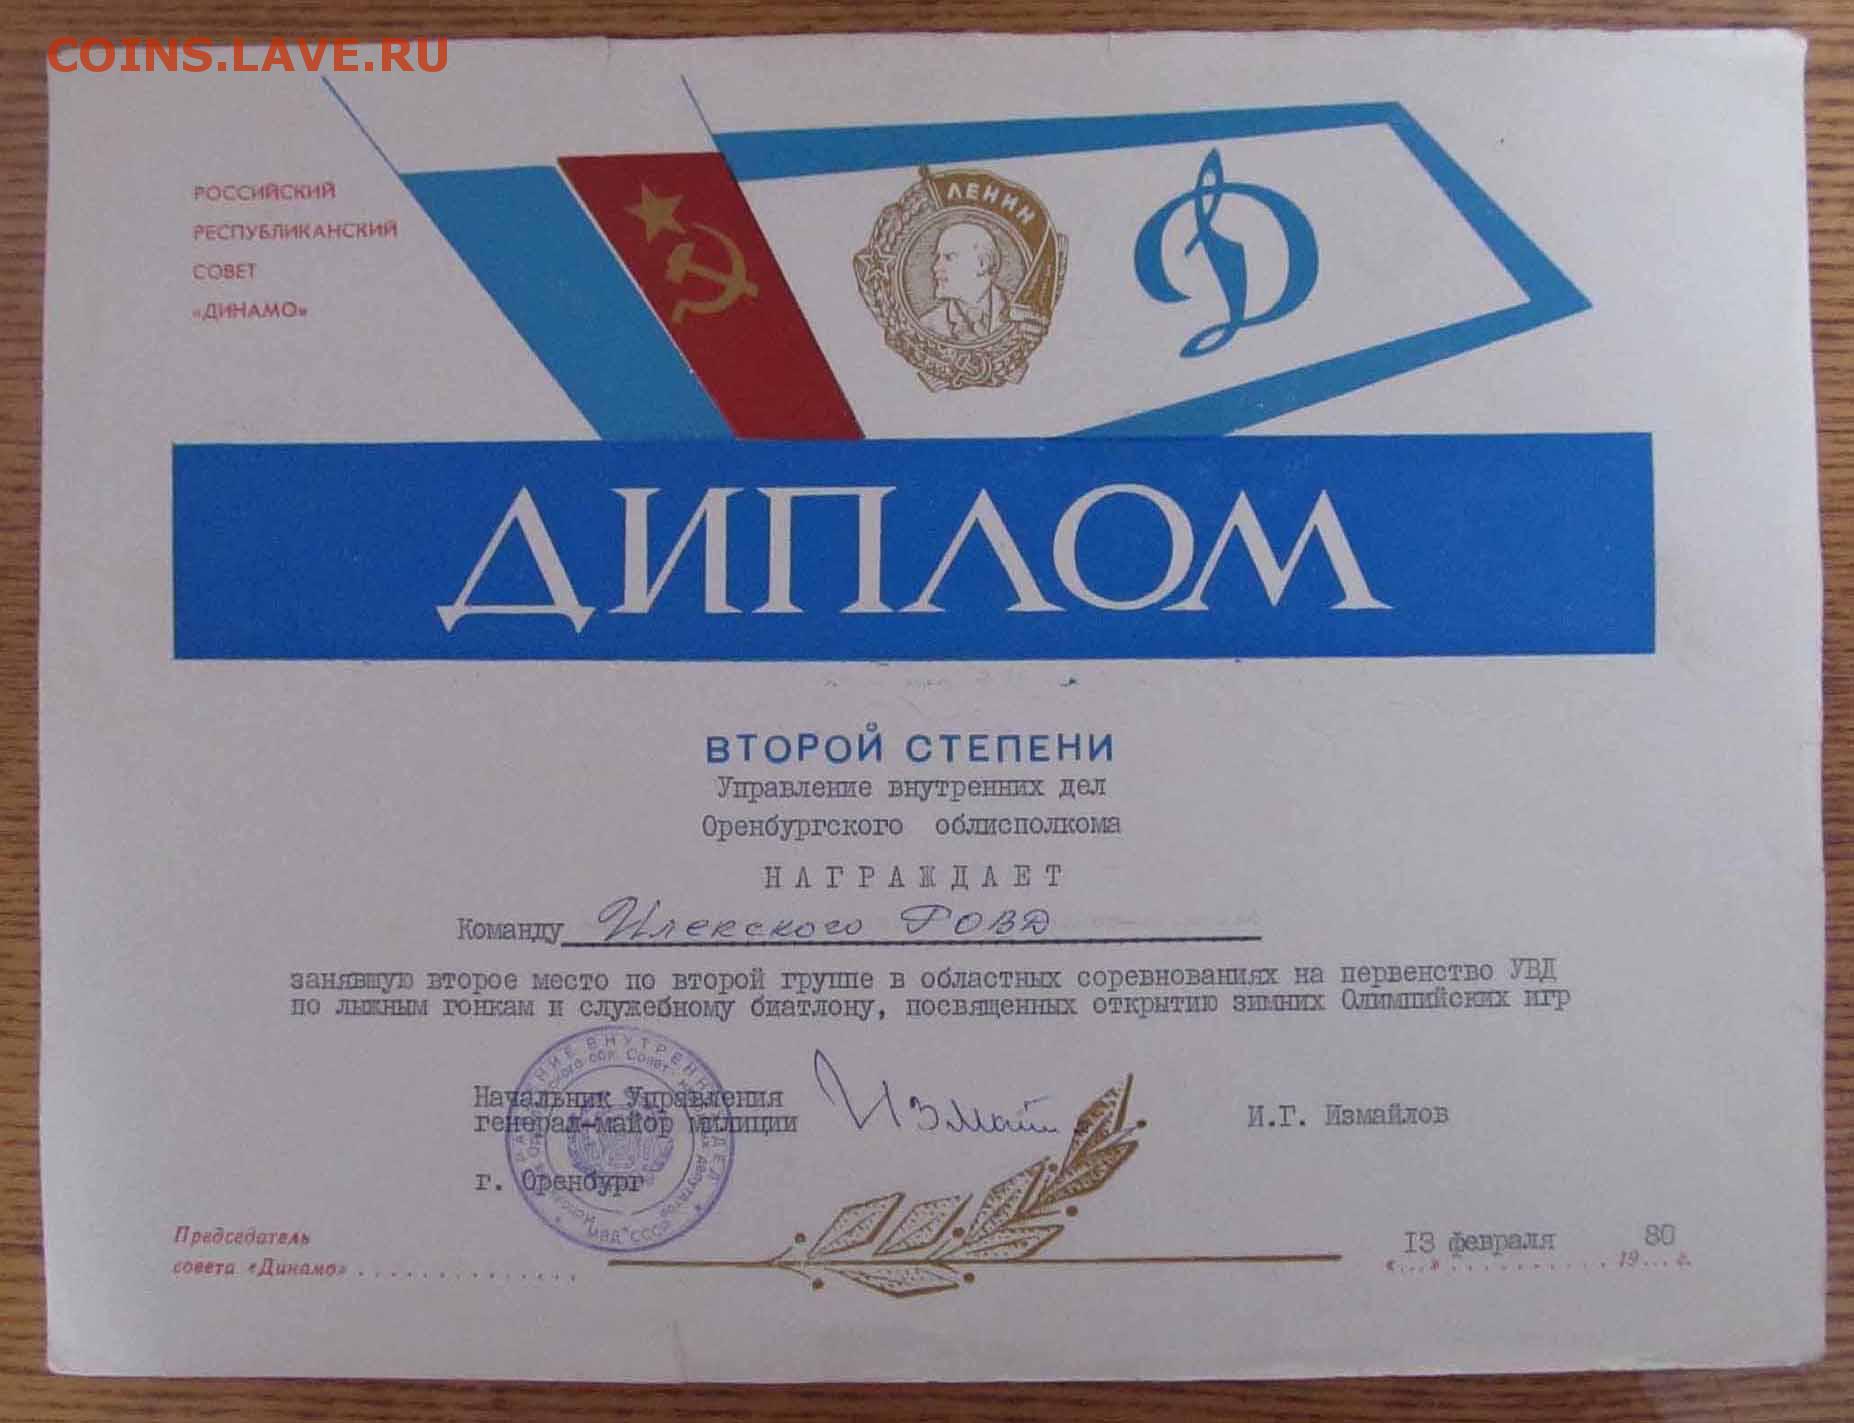 COINS.LAVE.RU
РОССИЙСКИЙ
РЕСПУБЛИКАНСКИЙ
СОВЕТ
«ДИНАМО»
ЛЕНИН
Д
ДИПЛОМ
ВТОРОЙ СТЕПЕНИ
Управление внутренних дел
Оренбургского облисполкома
НАГРАЖДАЕТ
Команду Илекского РОВД
занявшую второе место по второй группе в областных соревнованиях на первенство УВД
по лыжным гонкам и служебному биатлону, посвященных открытию зимних Олимпийских игр
Начальник Управления
генерал-майор милиции
И.Г. Измайлов
г. Оренбург
МВД СССР
Председатель
совета «Динамо»
13 февраля 80
«...» 19... г.